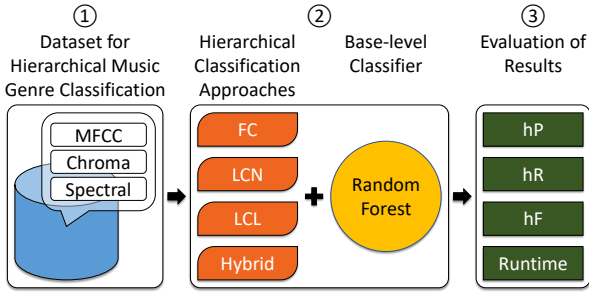 ①
Dataset for
Hierarchical Music
Genre Classification
MFCC
Chroma
Spectral
②
Hierarchical
Classification
Approaches
Base-level
Classifier
FC
LCN
LCL
Hybrid
Random
Forest
③
Evaluation of
Results
hP
hR
hF
Runtime